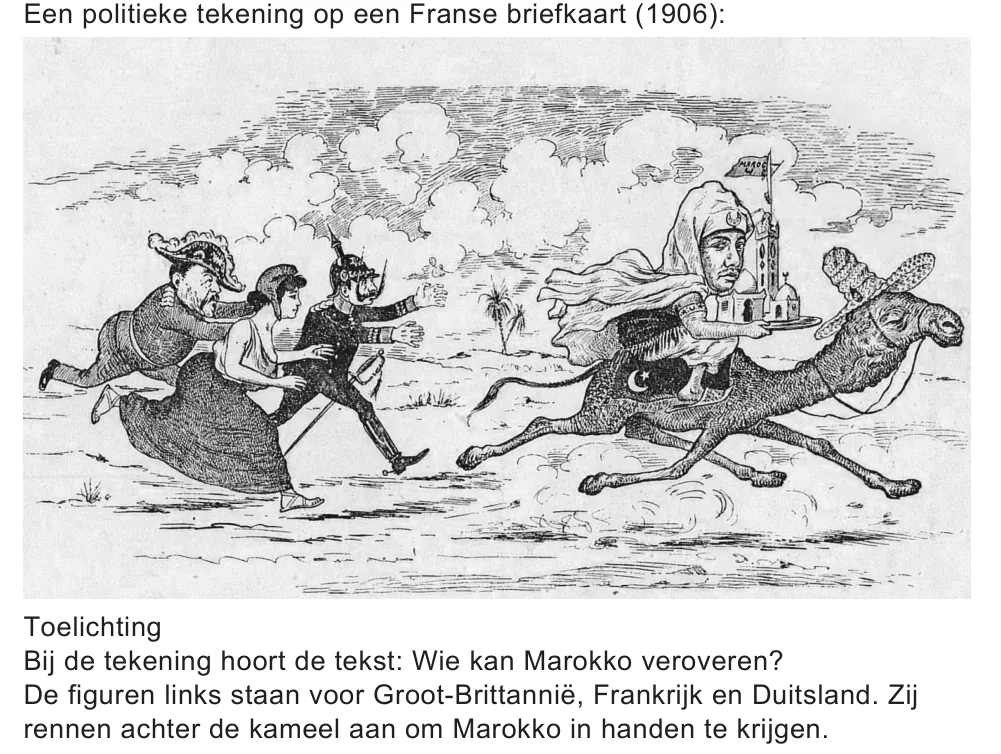 Een politieke tekening op een Franse briefkaart (1906):
MAROC
Toelichting
Bij de tekening hoort de tekst: Wie kan Marokko veroveren?
De figuren links staan voor Groot-Brittannië, Frankrijk en Duitsland. Zij
rennen achter de kameel aan om Marokko in handen te krijgen.